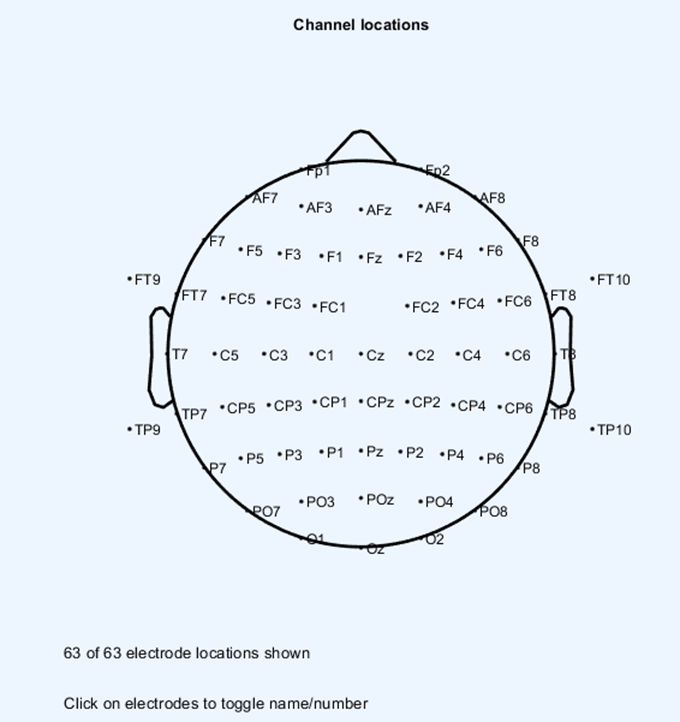 Channel locations
Fp1 Fp2
AF7 AF3 AFz AF4 AF8
F7 F5 F3 F1 Fz F2 F4 F6 F8
FT9 FT10
FT7 FC5 FC3 FC1 FC2 FC4 FC6 FT8
T7 C5 C3 C1 Cz C2 C4 C6 T8
TP7 CP5 CP3 CP1 CPz CP2 CP4 CP6 TP8
TP9 TP10
P7 P5 P3 P1 Pz P2 P4 P6 P8
PO7 PO3 POz PO4 PO8
O1 Oz O2
63 of 63 electrode locations shown
Click on electrodes to toggle name/number